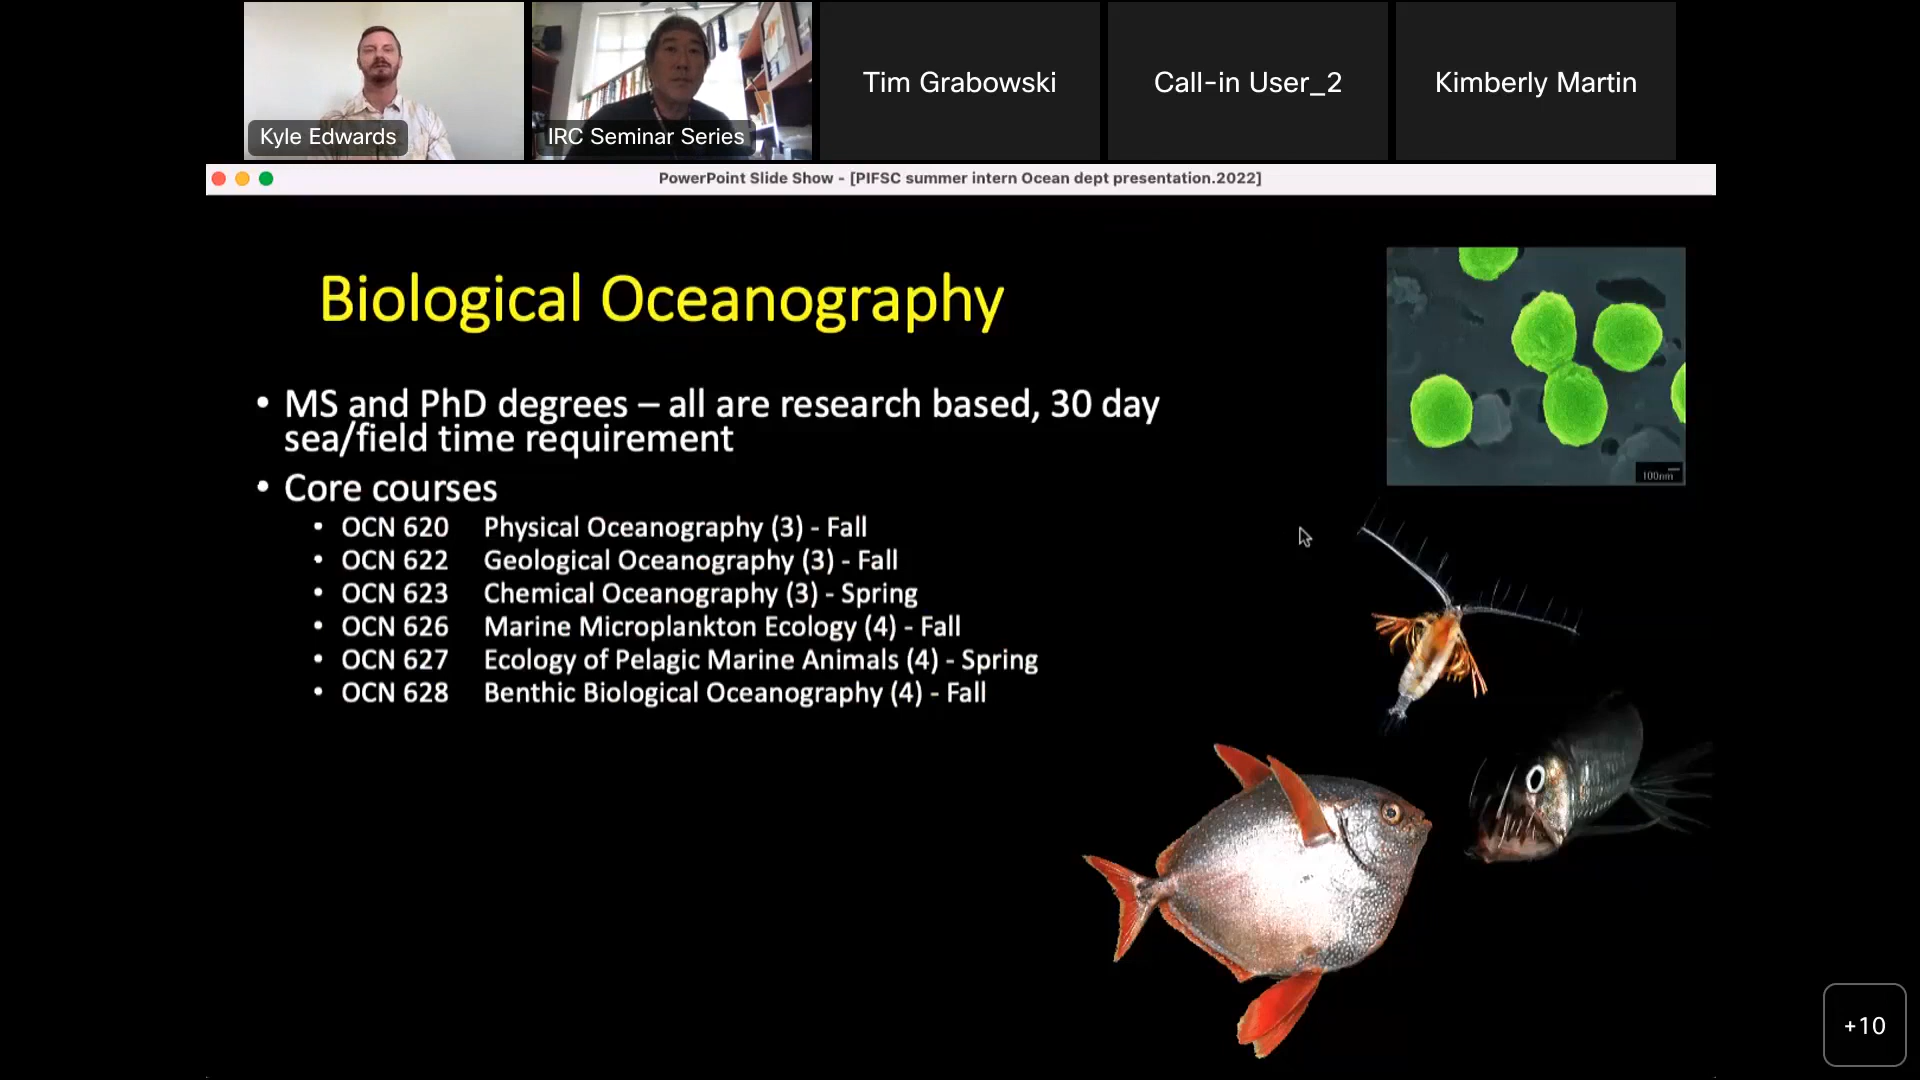 Kyle Edwards
IRC Seminar Series
Tim Grabowski
Call-in User_2
Kimberly Martin
PowerPoint Slide Show - [PIFSC summer intern Ocean dept presentation.2022]
Biological Oceanography
• MS and PhD degrees – all are research based, 30 day
sea/field time requirement
• Core courses
• OCN 620 Physical Oceanography (3) - Fall
• OCN 622 Geological Oceanography (3) - Fall
• OCN 623 Chemical Oceanography (3) - Spring
• OCN 626 Marine Microplankton Ecology (4) - Fall
• OCN 627 Ecology of Pelagic Marine Animals (4) - Spring
• OCN 628 Benthic Biological Oceanography (4) - Fall
100nm
+10